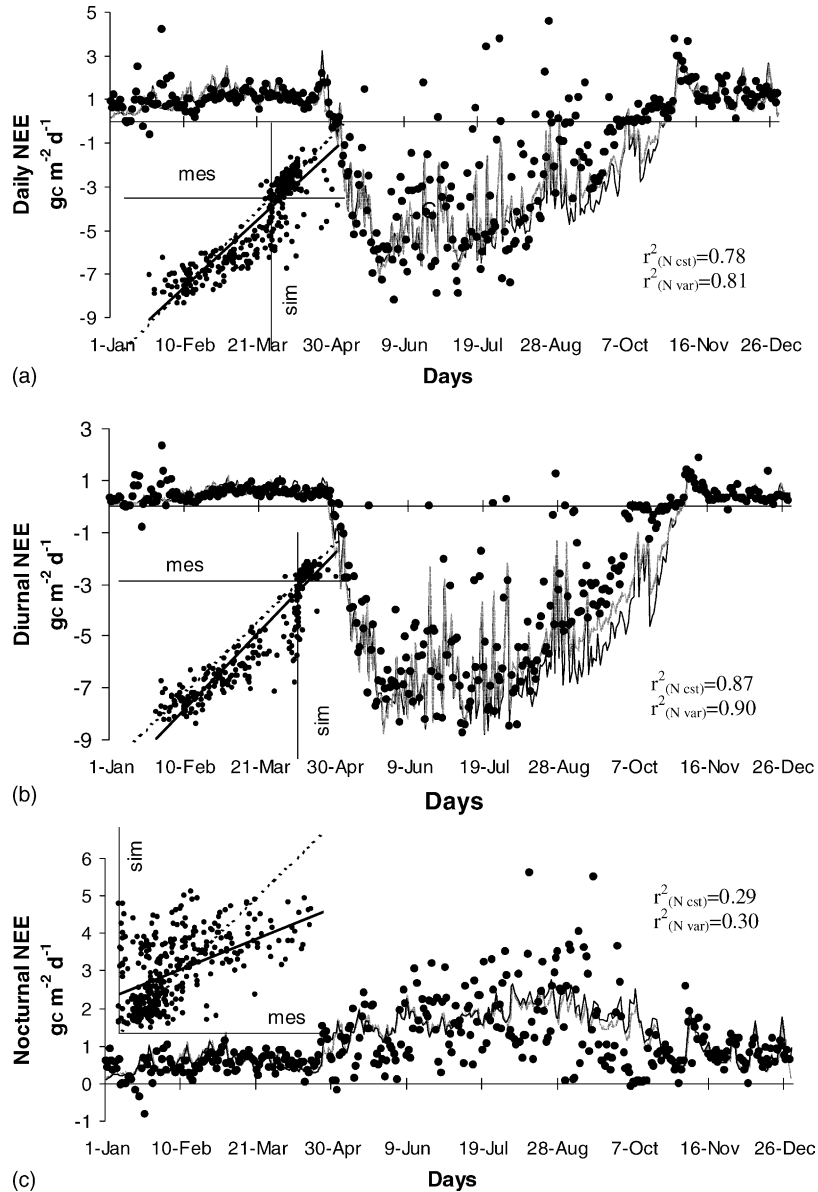 5
3
1
-1
-3
-5
-7
-9
Daily NEE
gc m-2 d-1
mes
sim
r2(N cst)=0.78
r2(N var)=0.81
1-Jan 10-Feb 21-Mar 30-Apr 9-Jun 19-Jul 28-Aug 7-Oct 16-Nov 26-Dec
(a)
Days
3
1
-1
-3
-5
-7
-9
Diurnal NEE
gc m-2 d-1
mes
sim
r2(N cst)=0.87
r2(N var)=0.90
1-Jan 10-Feb 21-Mar 30-Apr 9-Jun 19-Jul 28-Aug 7-Oct 16-Nov 26-Dec
(b)
Days
6
5
4
3
2
1
0
-1
Nocturnal NEE
gc m-2 d-1
sim
mes
r2(N cst)=0.29
r2(N var)=0.30
1-Jan 10-Feb 21-Mar 30-Apr 9-Jun 19-Jul 28-Aug 7-Oct 16-Nov 26-Dec
(c)
Days